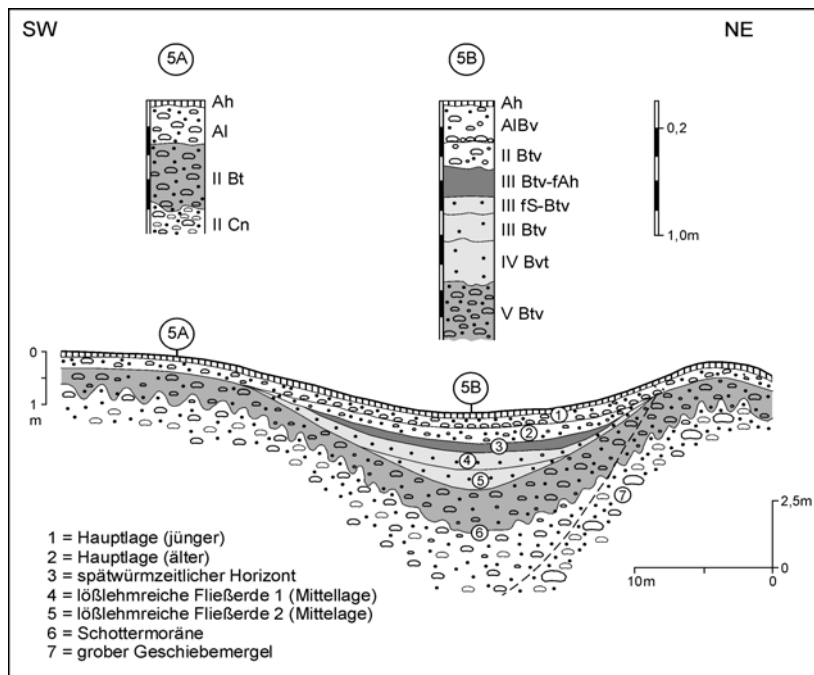 SW
NE
5A
5B
Ah
Al
II Bt
II Cn
Ah
AlBv
II Btv
III Btv-fAh
III fS-Btv
III Btv
IV Bvt
V Btv
0,2
1,0m
5A
5B
0
1
m
1
2
3
4
5
6
7
2,5m
0
10m
0
1 = Hauptlage (jünger)
2 = Hauptlage (älter)
3 = spätwürmzeitlicher Horizont
4 = lößlehmreiche Fließerde 1 (Mittellage)
5 = lößlehmreiche Fließerde 2 (Mittelage)
6 = Schottermoräne
7 = grober Geschiebemergel